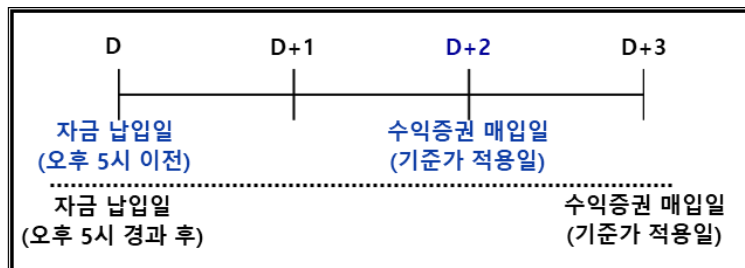 D D+1 D+2 D+3
자금 납입일 수익증권 매입일
(오후 5시 이전) (기준가 적용일)
자금 납입일 수익증권 매입일
(오후 5시 경과 후) (기준가 적용일)